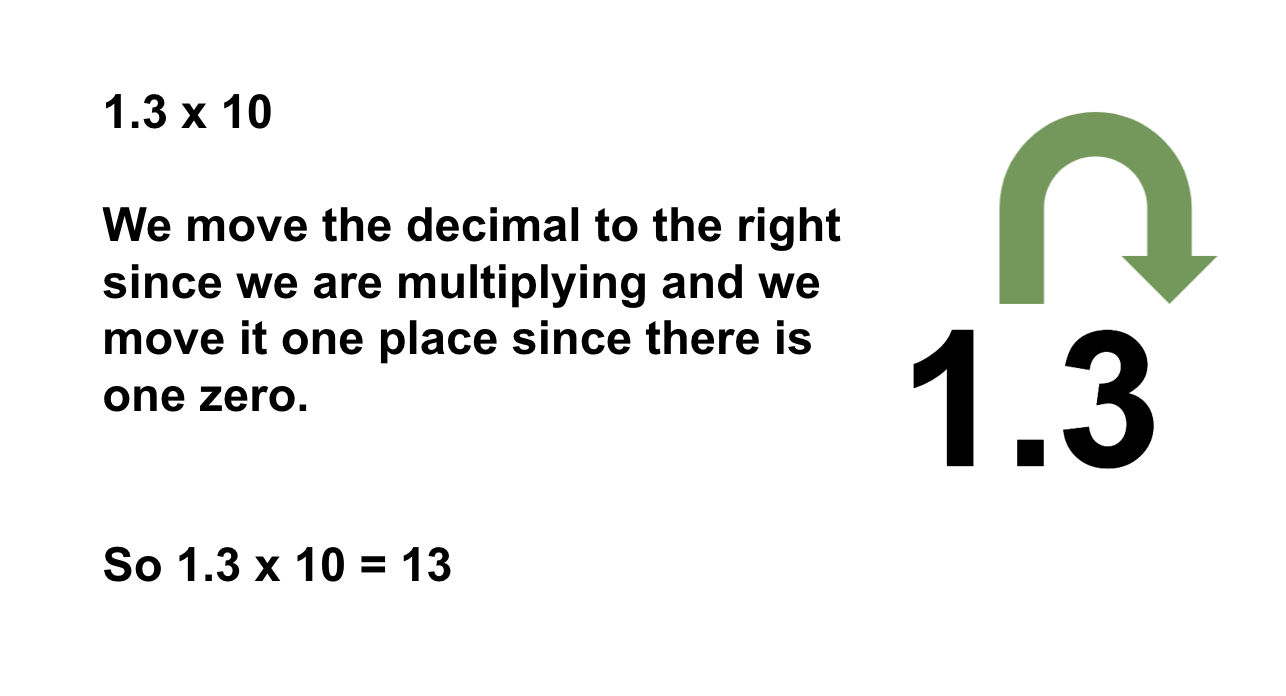 1.3 x 10
We move the decimal to the right
since we are multiplying and we
move it one place since there is
one zero.
1.3
So 1.3 x 10 = 13